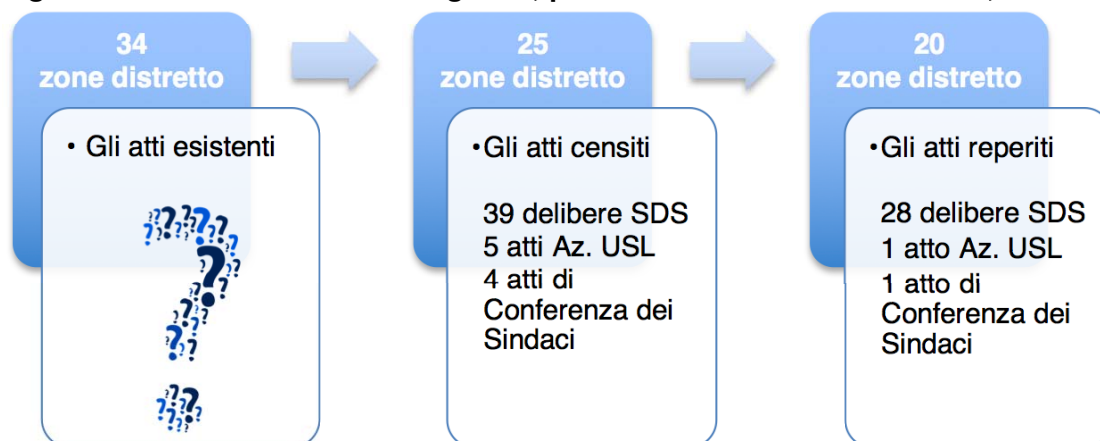 34
zone distretto
• Gli atti esistenti
25
zone distretto
•Gli atti censiti
39 delibere SDS
5 atti Az. USL
4 atti di
Conferenza dei
Sindaci
20
zone distretto
•Gli atti reperiti
28 delibere SDS
1 atto Az. USL
1 atto di
Conferenza dei
Sindaci